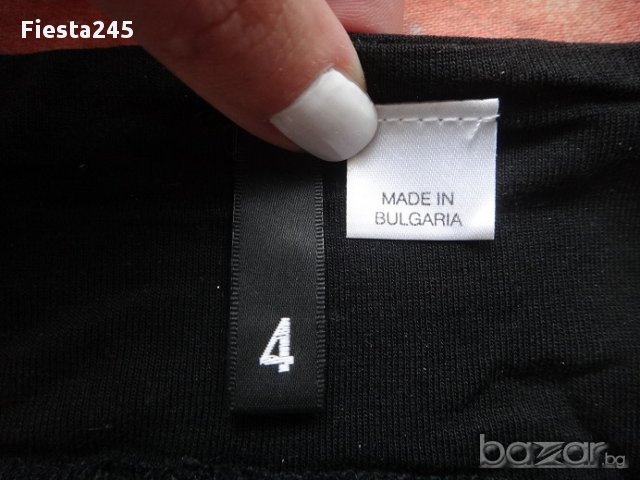 Fiesta245
MADE IN
BULGARIA
4
bazar.bg